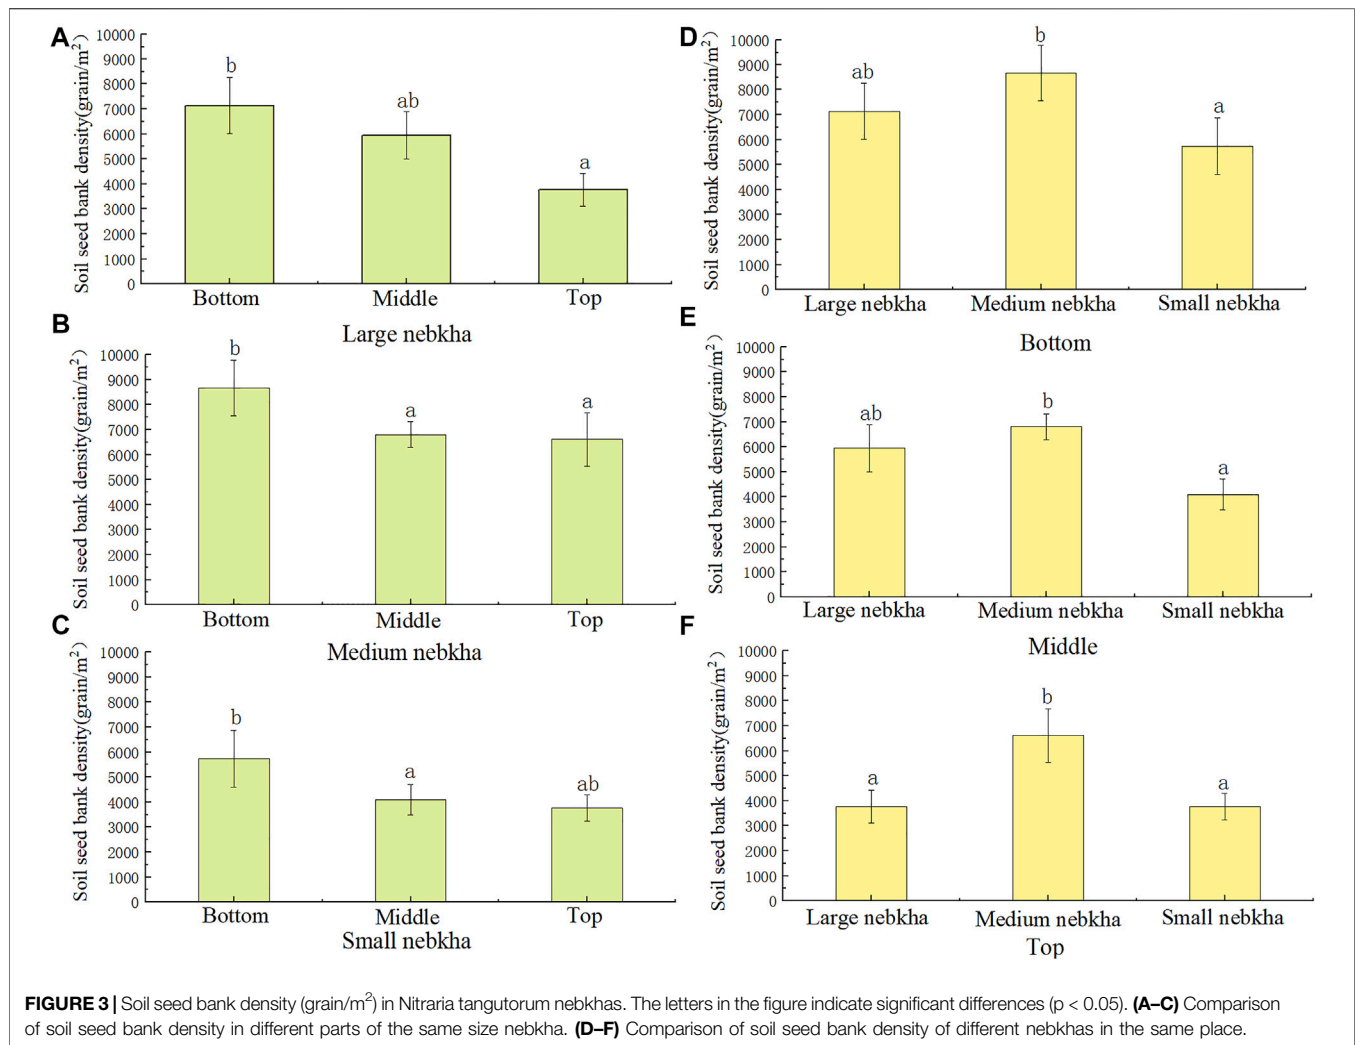 A
Soil seed bank density(grain/m²)
10000
9000
8000
7000
6000
5000
4000
3000
2000
1000
0
b
ab
a
Bottom Middle Top
Large nebkha
B
Soil seed bank density(grain/m²)
10000
9000
8000
7000
6000
5000
4000
3000
2000
1000
0
b
a
a
Bottom Middle Top
Medium nebkha
C
Soil seed bank density(grain/m²)
10000
9000
8000
7000
6000
5000
4000
3000
2000
1000
0
b
a
ab
Bottom Middle Top
Small nebkha
D
Soil seed bank density(grain/m²)
10000
9000
8000
7000
6000
5000
4000
3000
2000
1000
0
ab
b
a
Large nebkha Medium nebkha Small nebkha
Bottom
E
Soil seed bank density(grain/m²)
10000
9000
8000
7000
6000
5000
4000
3000
2000
1000
0
ab
b
a
Large nebkha Medium nebkha Small nebkha
Middle
F
Soil seed bank density(grain/m²)
10000
9000
8000
7000
6000
5000
4000
3000
2000
1000
0
a
b
a
Large nebkha Medium nebkha Small nebkha
Top
FIGURE 3 | Soil seed bank density (grain/m²) in Nitraria tangutorum nebkhas. The letters in the figure indicate significant differences (p < 0.05). (A–C) Comparison
of soil seed bank density in different parts of the same size nebkha. (D–F) Comparison of soil seed bank density of different nebkhas in the same place.